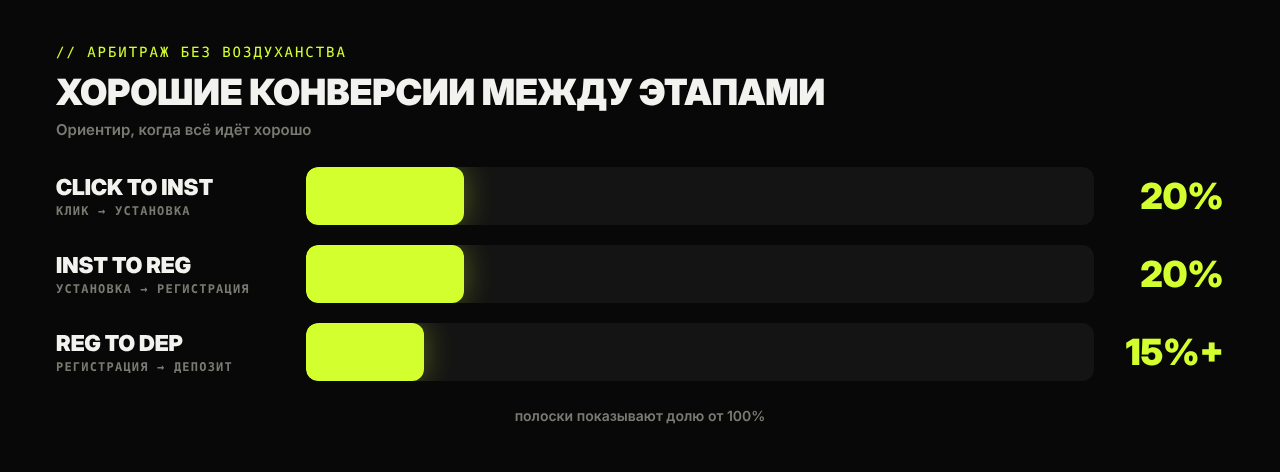 // АРБИТРАЖ БЕЗ ВОЗДУХАНСТВА
ХОРОШИЕ КОНВЕРСИИ МЕЖДУ ЭТАПАМИ
Ориентир, когда всё идёт хорошо
CLICK TO INST
КЛИК → УСТАНОВКА
20%
INST TO REG
УСТАНОВКА → РЕГИСТРАЦИЯ
20%
REG TO DEP
РЕГИСТРАЦИЯ → ДЕПОЗИТ
15%+
полоски показывают долю от 100%